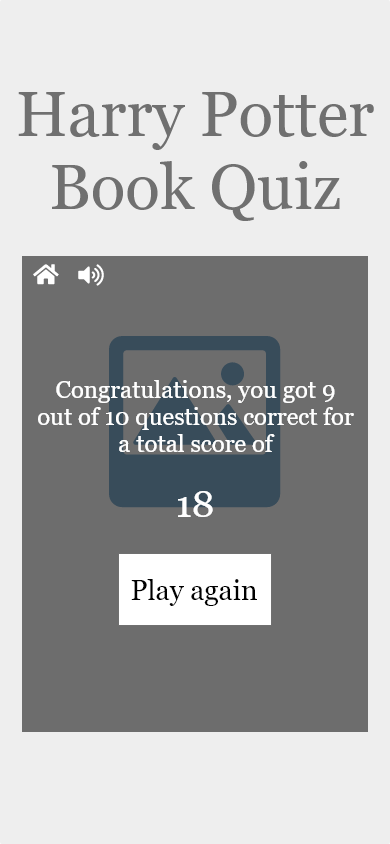 Harry Potter
Book Quiz
Congratulations, you got 9
out of 10 questions correct for
a total score of
18
Play again